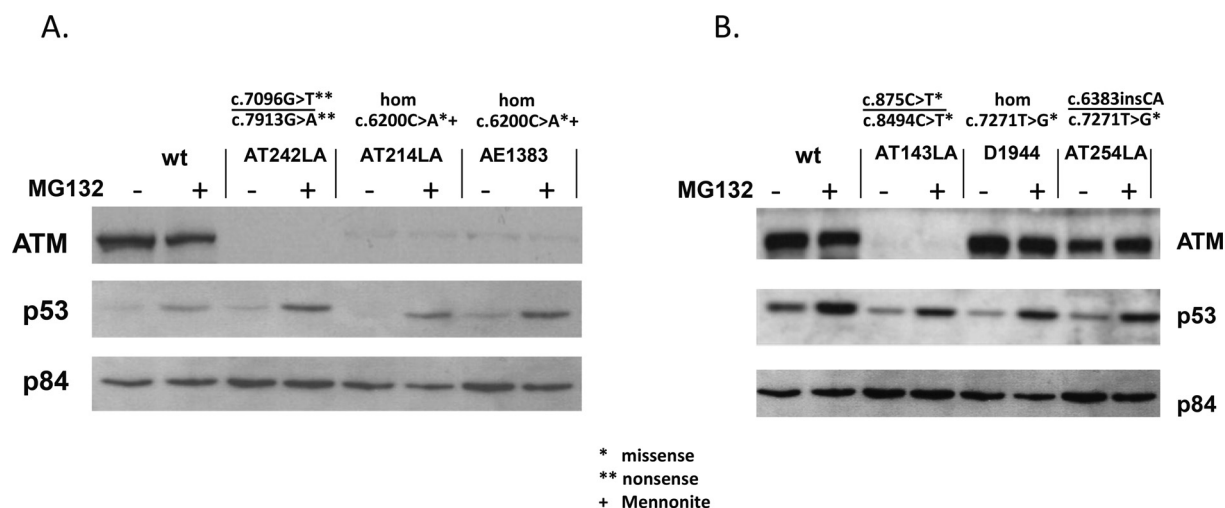 A.
c.7096G>T** hom hom
c.7913G>A** c.6200C>A*+ c.6200C>A*+
wt AT242LA AT214LA AE1383
MG132 - + - + - + - +
ATM
p53
p84
B.
c.875C>T* hom c.6383insCA
c.8494C>T* c.7271T>G* c.7271T>G*
wt AT143LA D1944 AT254LA
MG132 - + - + - + - +
ATM
p53
p84
* missense
** nonsense
+ Mennonite